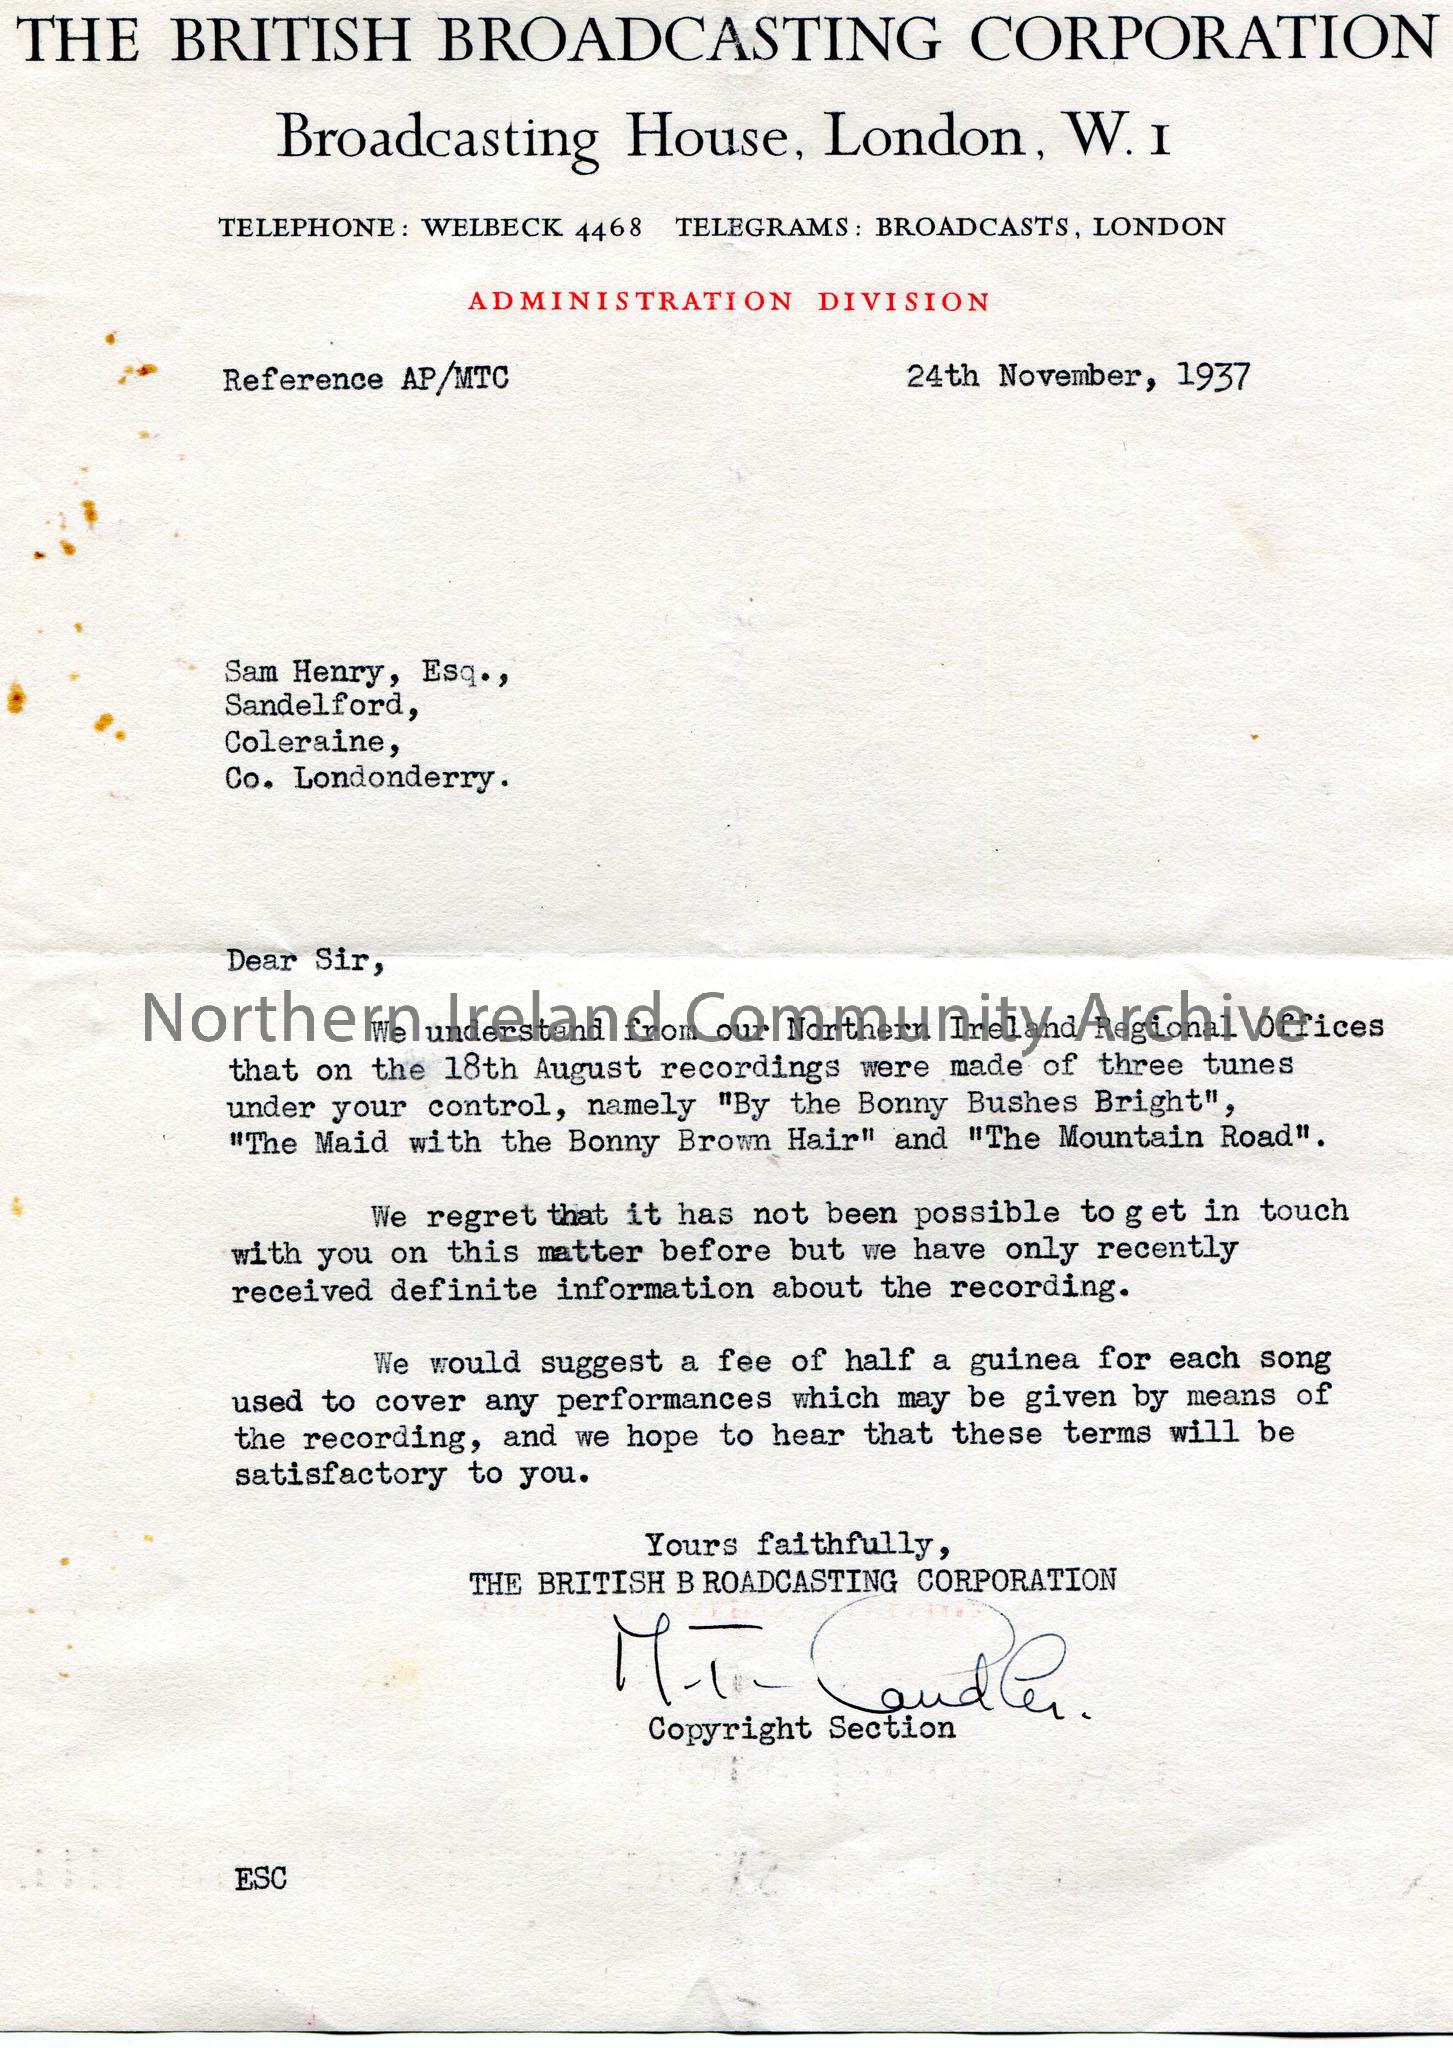 THE BRITISH BROADCASTING CORPORATION
Broadcasting House, London, W. 1
TELEPHONE: WELBECK 4468 TELEGRAMS: BROADCASTS, LONDON
ADMINISTRATION DIVISION
Reference AP/MTC 24th November, 1937
Sam Henry, Esq.,
Sandelford,
Coleraine,
Co. Londonderry.
Dear Sir,
Northern Ireland Community Archive
We understand from our Northern Ireland Regional Offices
that on the 18th August recordings were made of three tunes
under your control, namely "By the Bonny Bushes Bright",
"The Maid with the Bonny Brown Hair" and "The Mountain Road".
We regret that it has not been possible to get in touch
with you on this matter before but we have only recently
received definite information about the recording.
We would suggest a fee of half a guinea for each song
used to cover any performances which may be given by means of
the recording, and we hope to hear that these terms will be
satisfactory to you.
Yours faithfully,
THE BRITISH BROADCASTING CORPORATION
M. T. Candler.
Copyright Section
ESC